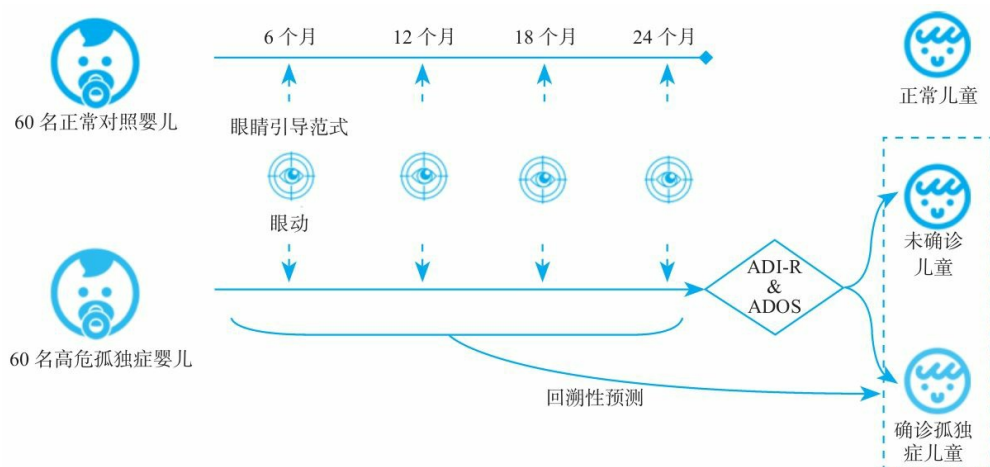 6 个月
12 个月
18 个月
24 个月
60 名正常对照婴儿
正常儿童
眼睛引导范式
眼动
未确诊
儿童
ADI-R
&
ADOS
60 名高危孤独症婴儿
回溯性预测
确诊孤独
症儿童